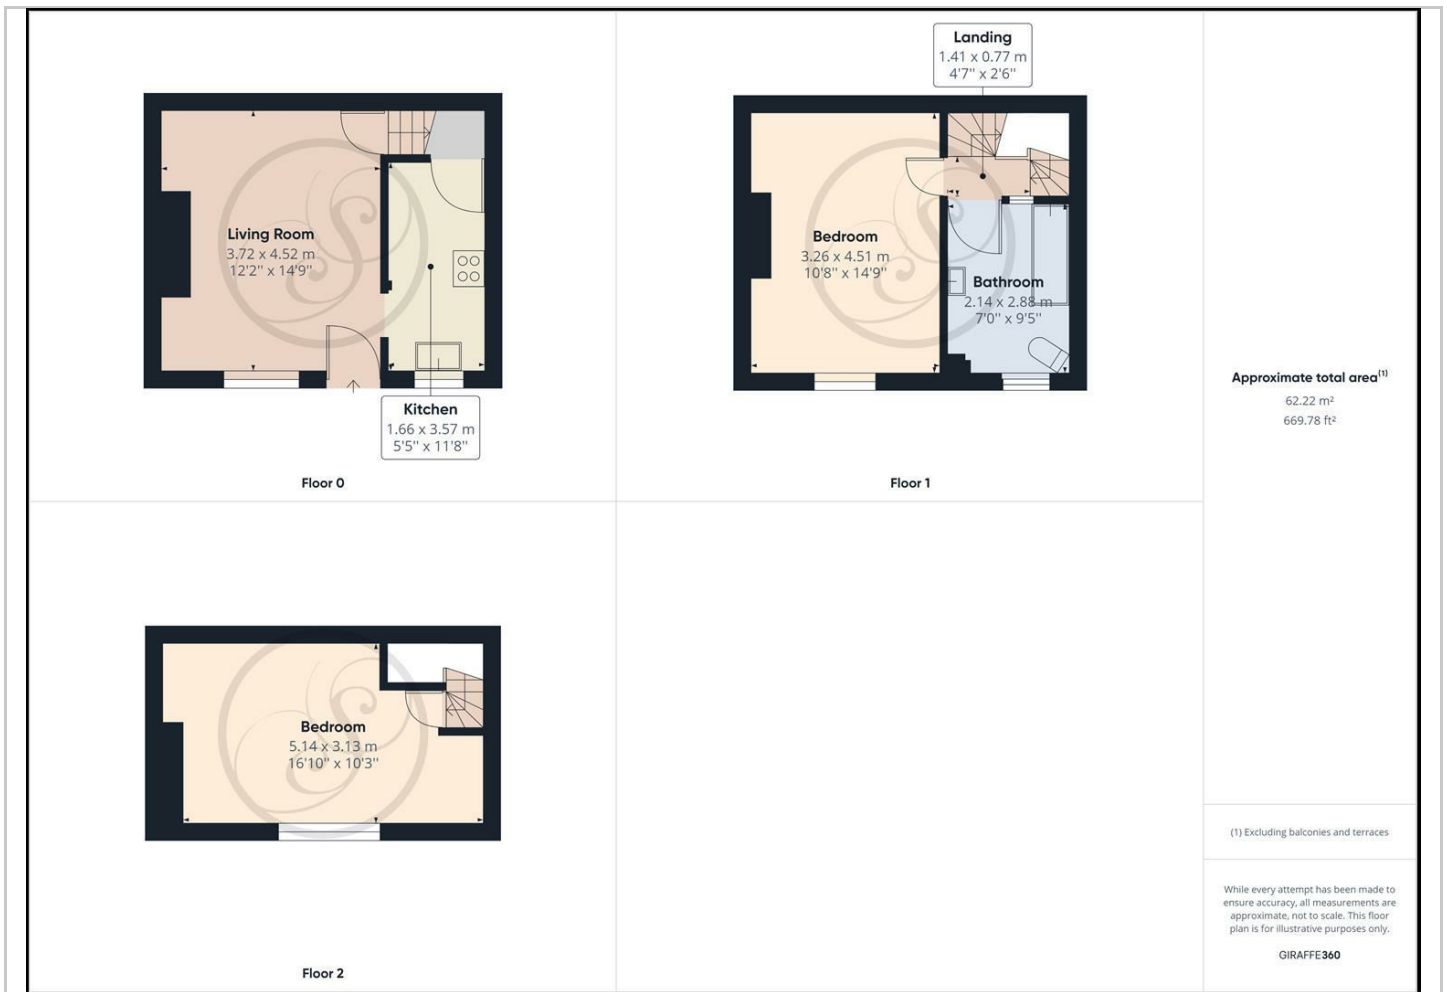 Living Room
3.72 x 4.52 m
12'2" x 14'9"
Kitchen
1.66 x 3.57 m
5'5" x 11'8"
Floor 0
Landing
1.41 x 0.77 m
4'7" x 2'6"
Bedroom
3.26 x 4.51 m
10'8" x 14'9"
Bathroom
2.14 x 2.88 m
7'0" x 9'5"
Floor 1
Bedroom
5.14 x 3.13 m
16'10" x 10'3"
Floor 2
Approximate total area(1)
62.22 m²
669.78 ft²
(1) Excluding balconies and terraces
While every attempt has been made to
ensure accuracy, all measurements are
approximate, not to scale. This floor
plan is for illustrative purposes only.
GIRAFFE360